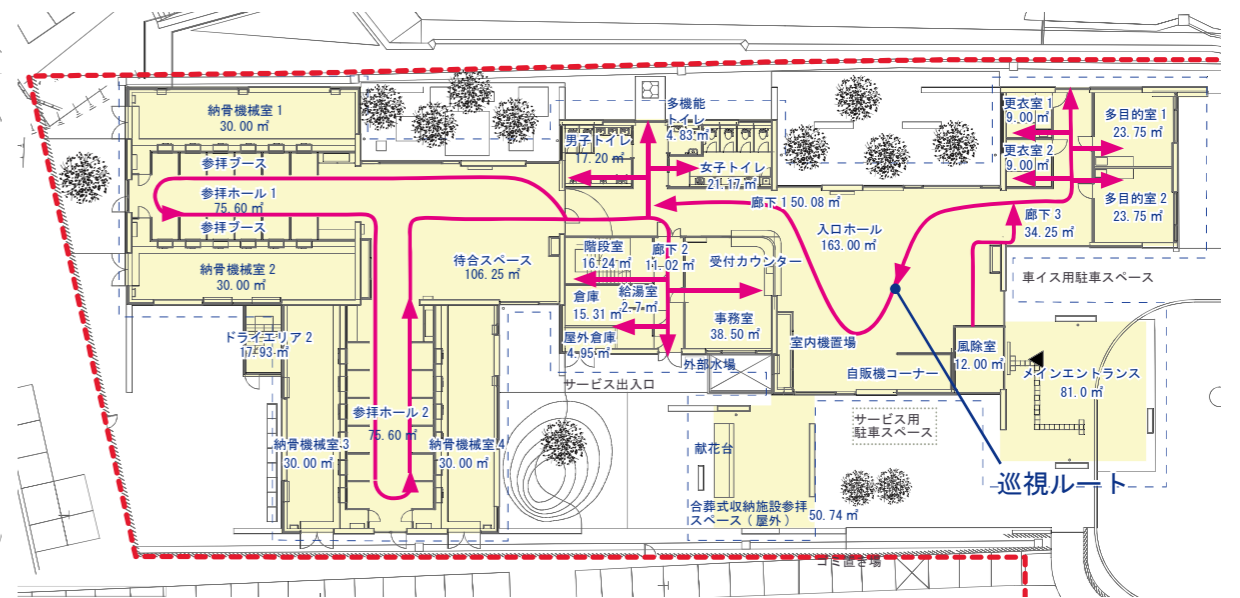 納骨機械室 1
30.00 ㎡
参拝ブース
参拝ホール 1
75.60 ㎡
参拝ブース
納骨機械室 2
30.00 ㎡
待合スペース
106.25 ㎡
男子トイレ
17.20 ㎡
多機能
トイレ
4.83 ㎡
女子トイレ
21.17 ㎡
廊下 1 50.08 ㎡
階段室
16.24 ㎡
廊下 2
11.02 ㎡
受付カウンター
倉庫
15.31 ㎡
給湯室
2.7 ㎡
事務室
38.50 ㎡
屋外倉庫
4.95 ㎡
外部水場
サービス出入口
入口ホール
163.00 ㎡
室内機置場
自販機コーナー
風除室
12.00 ㎡
更衣室 1
9.00 ㎡
更衣室 2
9.00 ㎡
多目的室 1
23.75 ㎡
多目的室 2
23.75 ㎡
廊下 3
34.25 ㎡
車イス用駐車スペース
メインエントランス
81.0 ㎡
ドライエリア 2
17.93 ㎡
参拝ホール 2
75.60 ㎡
納骨機械室 3
30.00 ㎡
納骨機械室 4
30.00 ㎡
サービス用
駐車スペース
献花台
合葬式収納施設参拝
スペース（屋外）
50.74 ㎡
巡視ルート